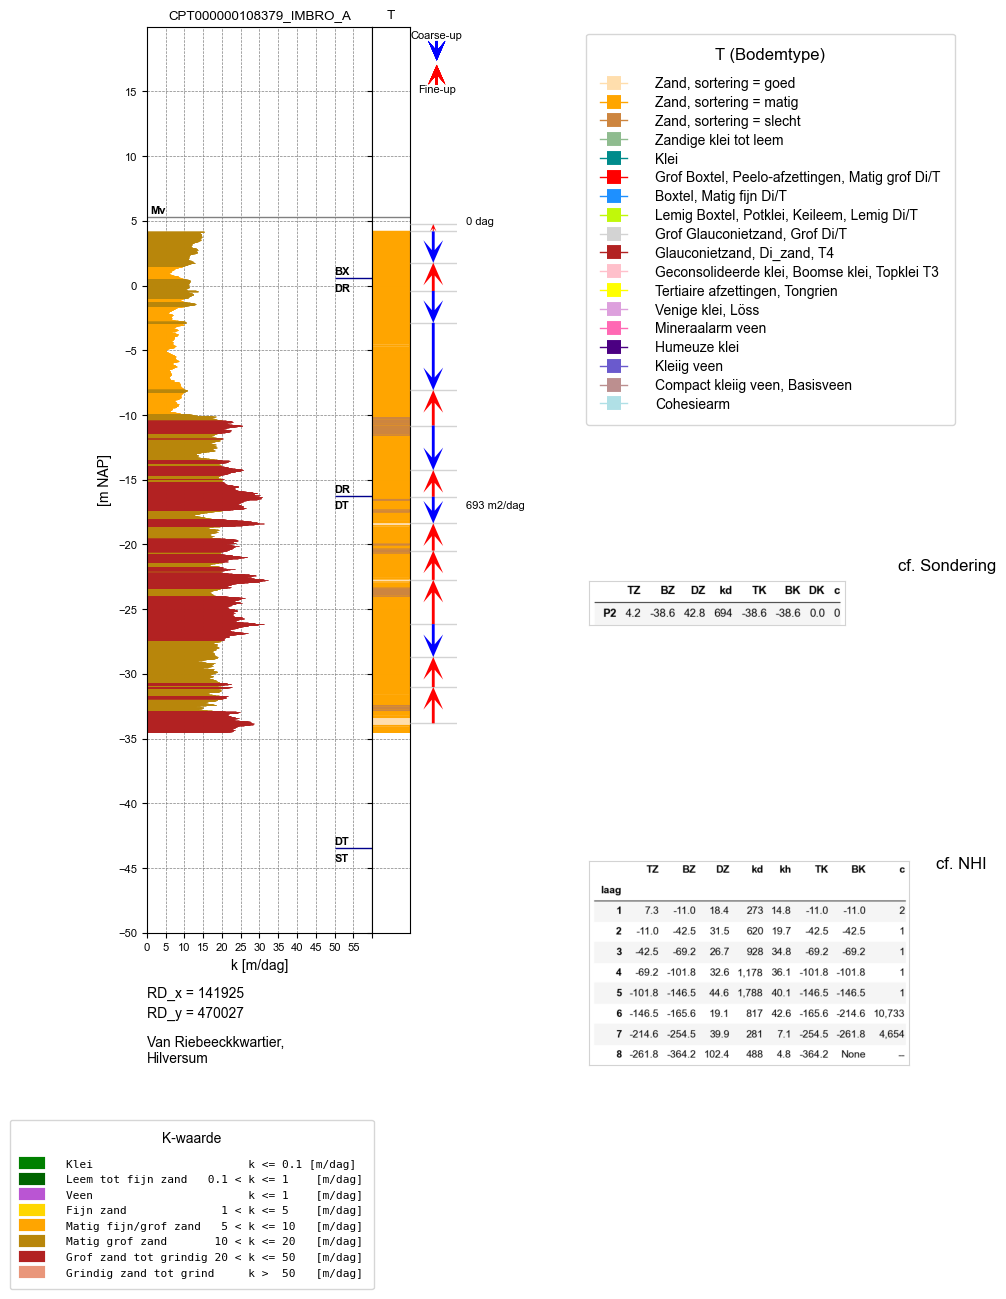 CPT000000108379_IMBRO_A
T
Coarse-up
Fine-up
15
10
5
0
−5
−10
−15
−20
−25
−30
−35
−40
−45
−50
[m NAP]
Mv
0 dag
BX
DR
DR
DT
693 m2/dag
DT
ST
0 5 10 15 20 25 30 35 40 45 50 55
k [m/dag]
RD_x = 141925
RD_y = 470027
Van Riebeeckkwartier,
Hilversum
T (Bodemtype)
Zand, sortering = goed
Zand, sortering = matig
Zand, sortering = slecht
Zandige klei tot leem
Klei
Grof Boxtel, Peelo-afzettingen, Matig grof Di/T
Boxtel, Matig fijn Di/T
Lemig Boxtel, Potklei, Keileem, Lemig Di/T
Grof Glauconietzand, Grof Di/T
Glauconietzand, Di_zand, T4
Geconsolideerde klei, Boomse klei, Topklei T3
Tertiaire afzettingen, Tongrien
Venige klei, Löss
Mineraalarm veen
Humeuze klei
Kleiig veen
Compact kleiig veen, Basisveen
Cohesiearm
cf. Sondering
TZ BZ DZ kd TK BK DK c
P2 4.2 -38.6 42.8 694 -38.6 -38.6 0.0 0
cf. NHI
TZ BZ DZ kd kh TK BK c
laag
1 7.3 -11.0 18.4 273 14.8 -11.0 -11.0 2
2 -11.0 -42.5 31.5 620 19.7 -42.5 -42.5 1
3 -42.5 -69.2 26.7 928 34.8 -69.2 -69.2 1
4 -69.2 -101.8 32.6 1,178 36.1 -101.8 -101.8 1
5 -101.8 -146.5 44.6 1,788 40.1 -146.5 -146.5 1
6 -146.5 -165.6 19.1 817 42.6 -165.6 -214.6 10,733
7 -214.6 -254.5 39.9 281 7.1 -254.5 -261.8 4,654
8 -261.8 -364.2 102.4 488 4.8 -364.2 None --
K-waarde
Klei k <= 0.1 [m/dag]
Leem tot fijn zand 0.1 < k <= 1 [m/dag]
Veen k <= 1 [m/dag]
Fijn zand 1 < k <= 5 [m/dag]
Matig fijn/grof zand 5 < k <= 10 [m/dag]
Matig grof zand 10 < k <= 20 [m/dag]
Grof zand tot grindig 20 < k <= 50 [m/dag]
Grindig zand tot grind k > 50 [m/dag]